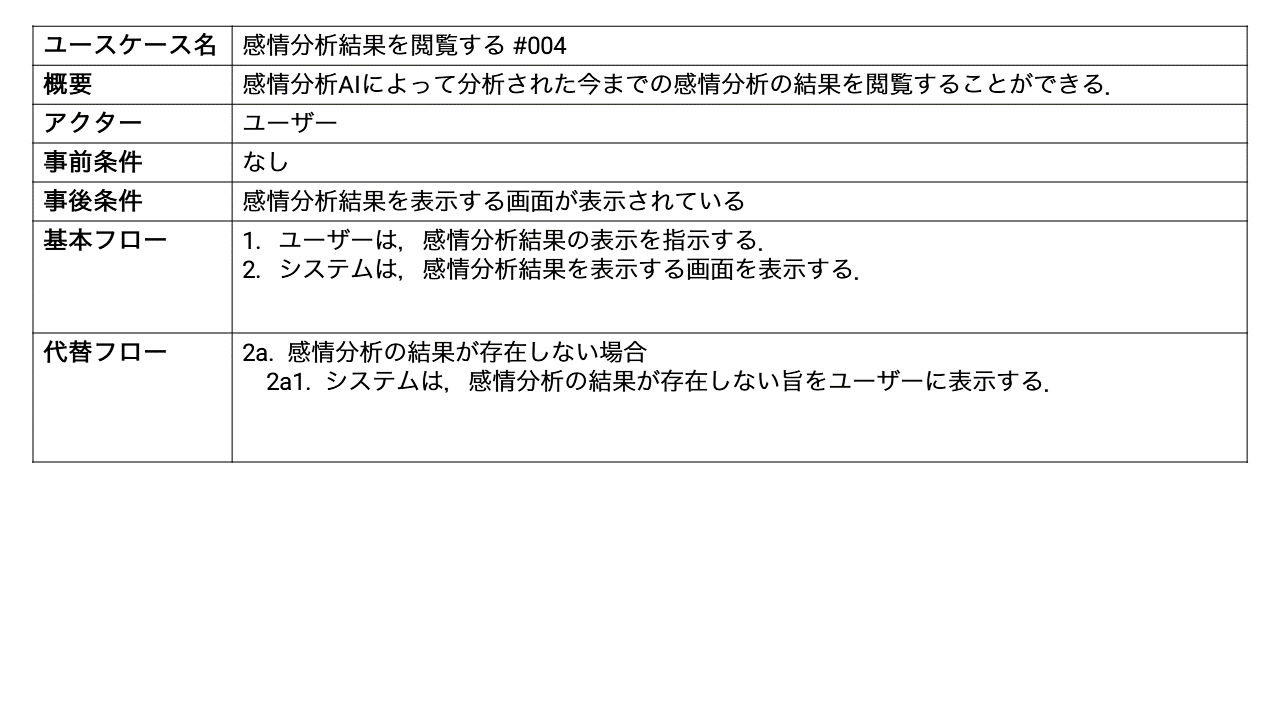 ユースケース名 感情分析結果を閲覧する #004
概要 感情分析AIによって分析された今までの感情分析の結果を閲覧することができる．
アクター ユーザー
事前条件 なし
事後条件 感情分析結果を表示する画面が表示されている
基本フロー 1. ユーザーは，感情分析結果の表示を指示する．
2. システムは，感情分析結果を表示する画面を表示する．
代替フロー 2a. 感情分析の結果が存在しない場合
2a1. システムは，感情分析の結果が存在しない旨をユーザーに表示する．